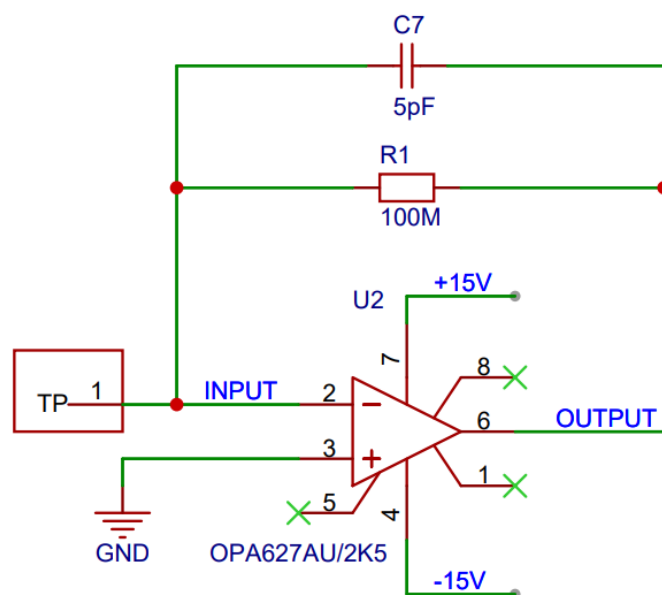 C7
5pF
R1
100M
+15V
U2
7
8
TP 1
INPUT
2
−
6
OUTPUT
3
+
1
5
4
GND
OPA627AU/2K5
-15V